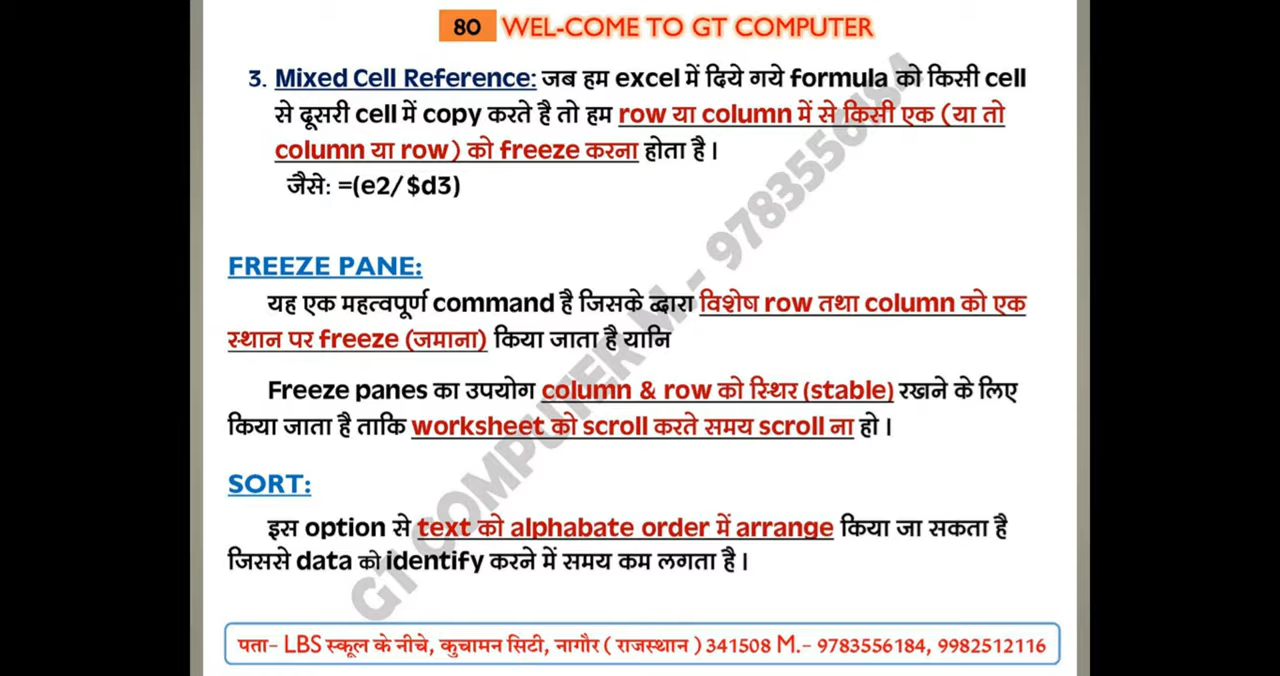 80 WEL-COME TO GT COMPUTER
3. Mixed Cell Reference: जब हम excel में दिये गये formula को किसी cell
से दूसरी cell में copy करते है तो हम row या column में से किसी एक (या तो
column या row) को freeze करना होता है।
जैसे: =(e2/$d3)
FREEZE PANE:
यह एक महत्वपूर्ण command है जिसके द्वारा विशेष row तथा column को एक
स्थान पर freeze (जमाना) किया जाता है यानि
Freeze panes का उपयोग column & row को स्थिर (stable) रखने के लिए
किया जाता है ताकि worksheet को scroll करते समय scroll ना हो।
SORT:
इस option से text को alphabate order में arrange किया जा सकता है
जिससे data को identify करने में समय कम लगता है।
GT COMPUTER M.- 9783556184
पता- LBS स्कूल के नीचे, कुचामन सिटी, नागौर ( राजस्थान ) 341508 M.- 9783556184, 9982512116